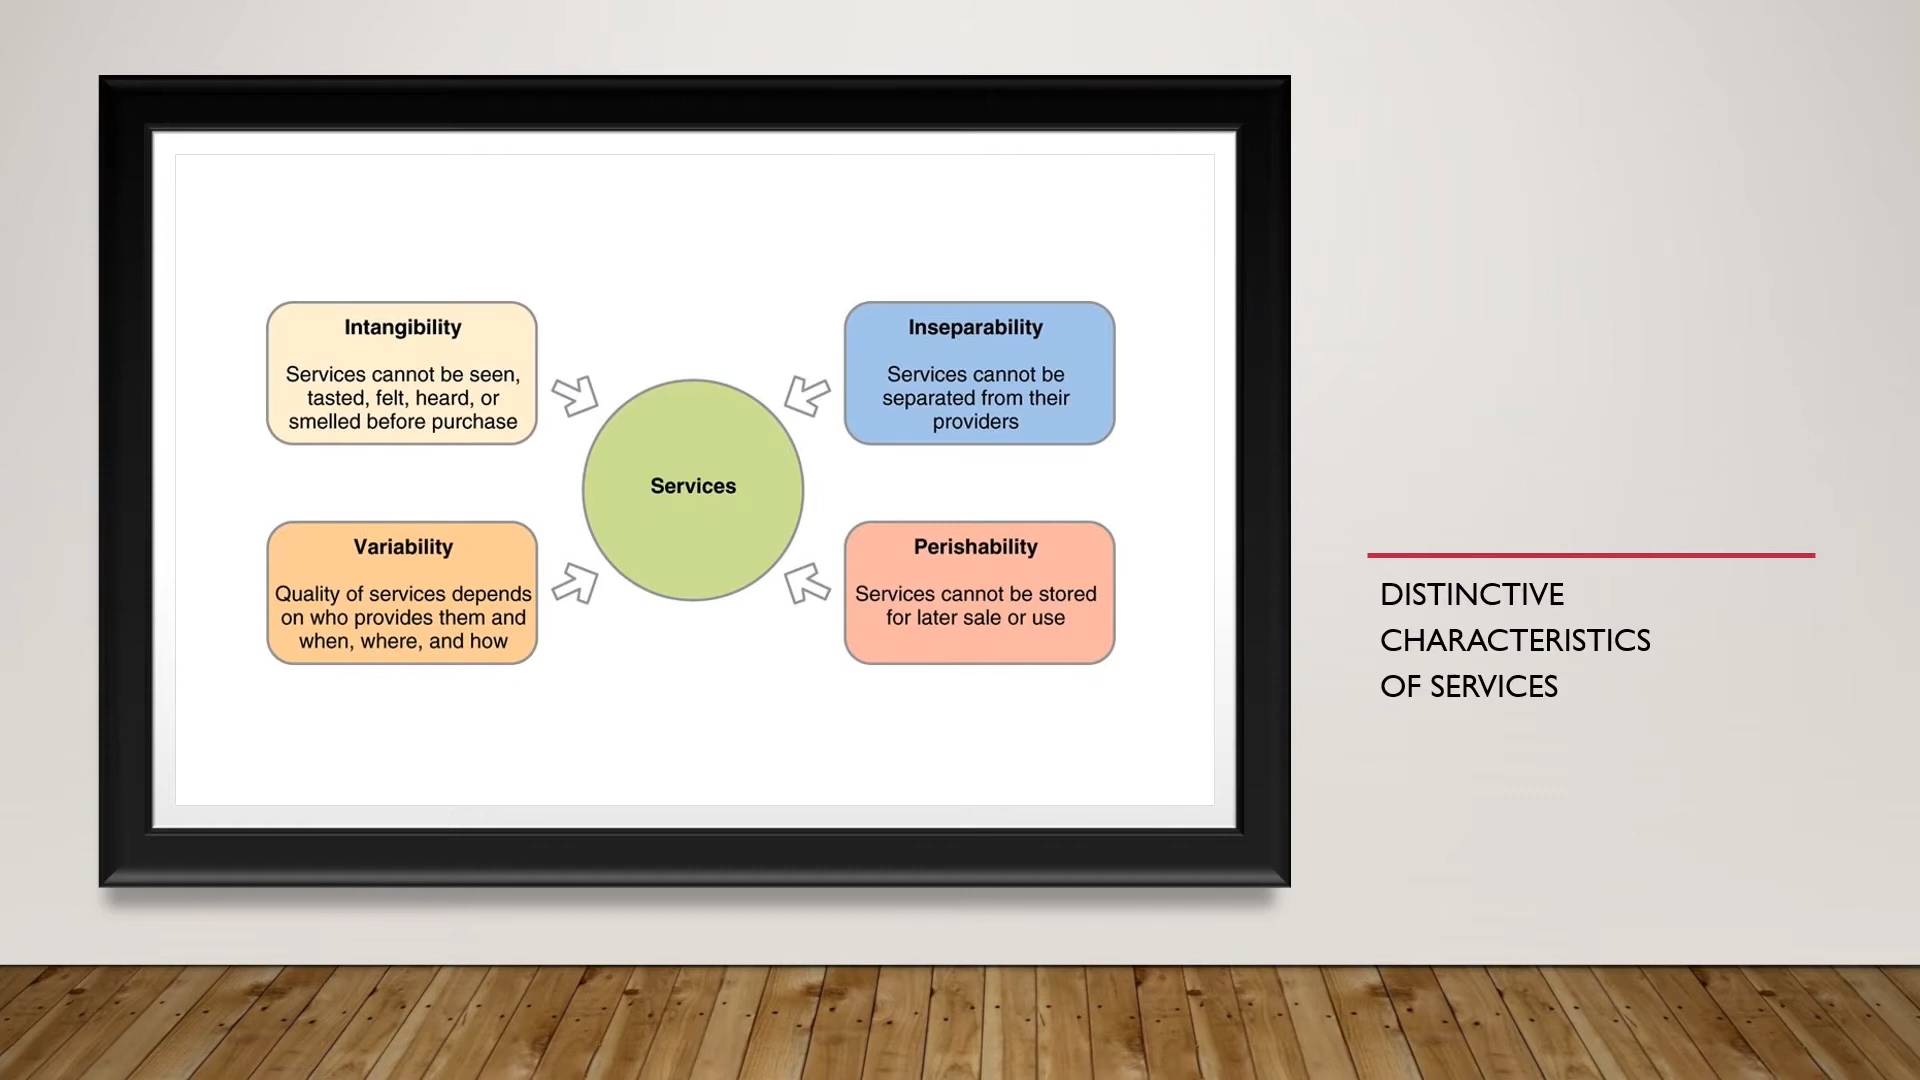 Intangibility
Services cannot be seen,
tasted, felt, heard, or
smelled before purchase
Inseparability
Services cannot be
separated from their
providers
Services
Variability
Quality of services depends
on who provides them and
when, where, and how
Perishability
Services cannot be stored
for later sale or use
DISTINCTIVE
CHARACTERISTICS
OF SERVICES